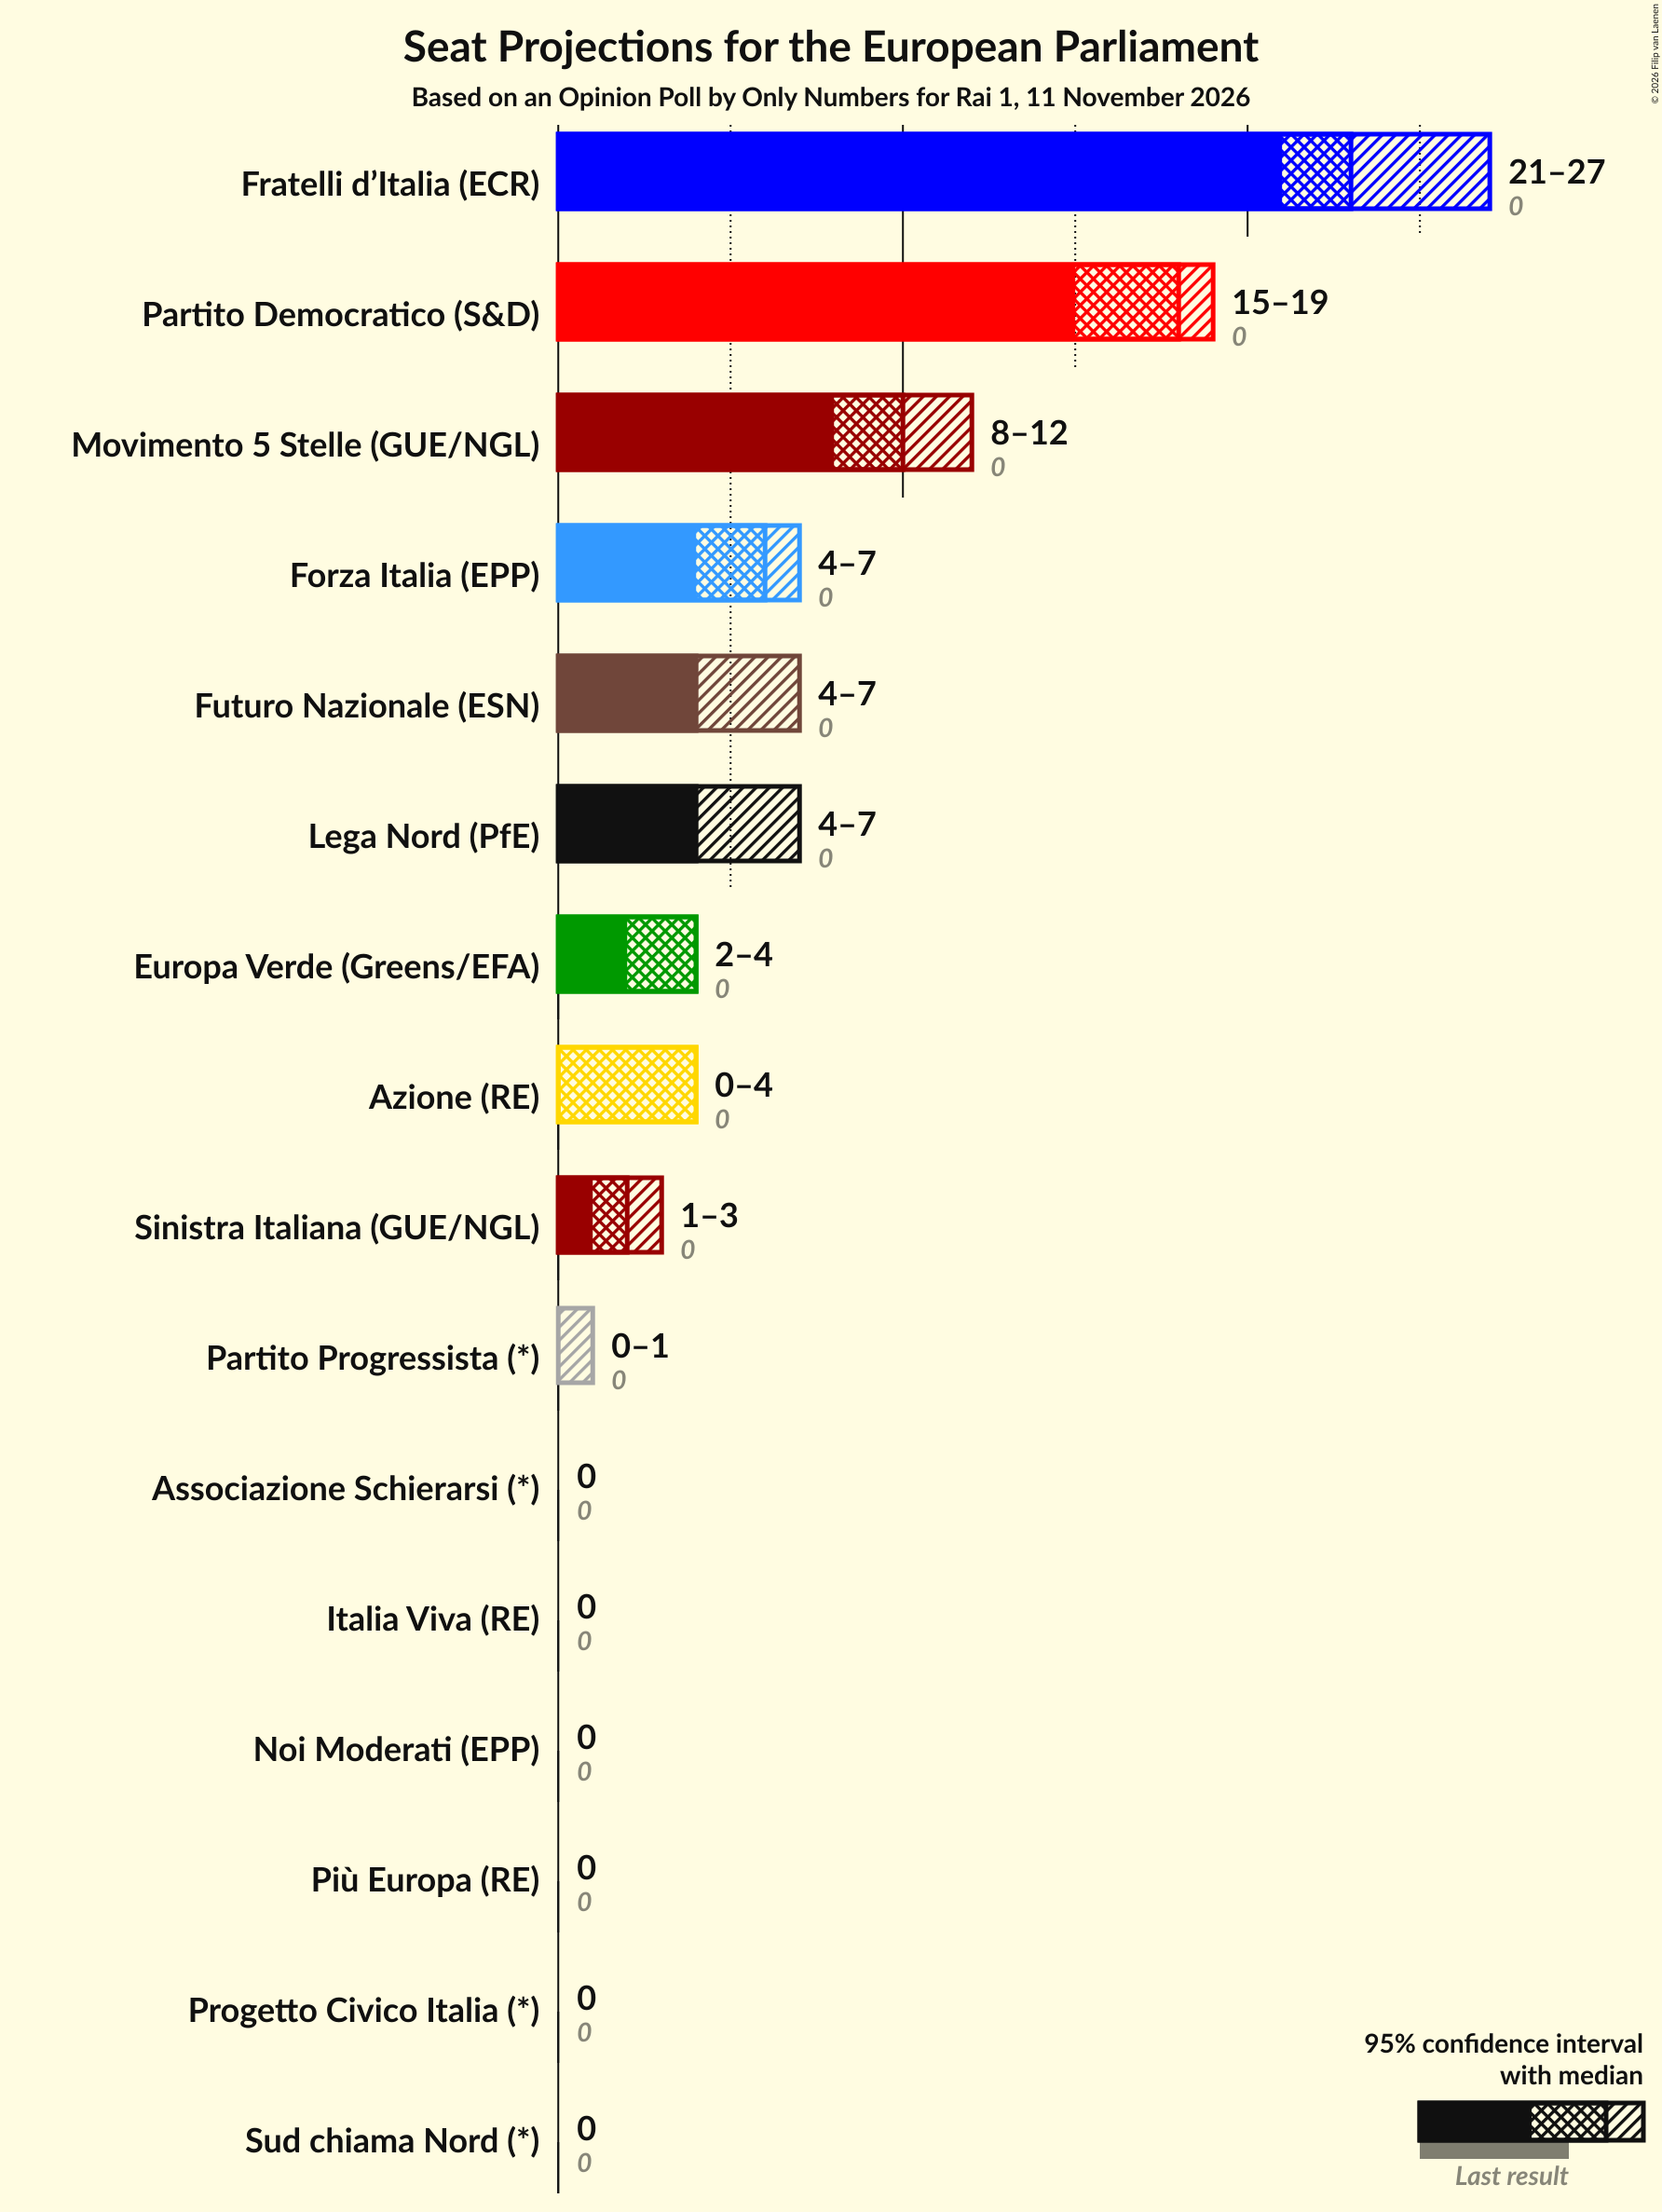 Seat Projections for the European Parliament
Based on an Opinion Poll by Only Numbers for Rai 1, 11 November 2026
© 2026 Filip van Laenen
Fratelli d’Italia (ECR)
21–27
0
Partito Democratico (S&D)
15–19
0
Movimento 5 Stelle (GUE/NGL)
8–12
0
Forza Italia (EPP)
4–7
0
Futuro Nazionale (ESN)
4–7
0
Lega Nord (PfE)
4–7
0
Europa Verde (Greens/EFA)
2–4
0
Azione (RE)
0–4
0
Sinistra Italiana (GUE/NGL)
1–3
0
Partito Progressista (*)
0–1
0
Associazione Schierarsi (*)
0
0
Italia Viva (RE)
0
0
Noi Moderati (EPP)
0
0
Più Europa (RE)
0
0
Progetto Civico Italia (*)
0
0
Sud chiama Nord (*)
0
0
95% confidence interval
with median
Last result